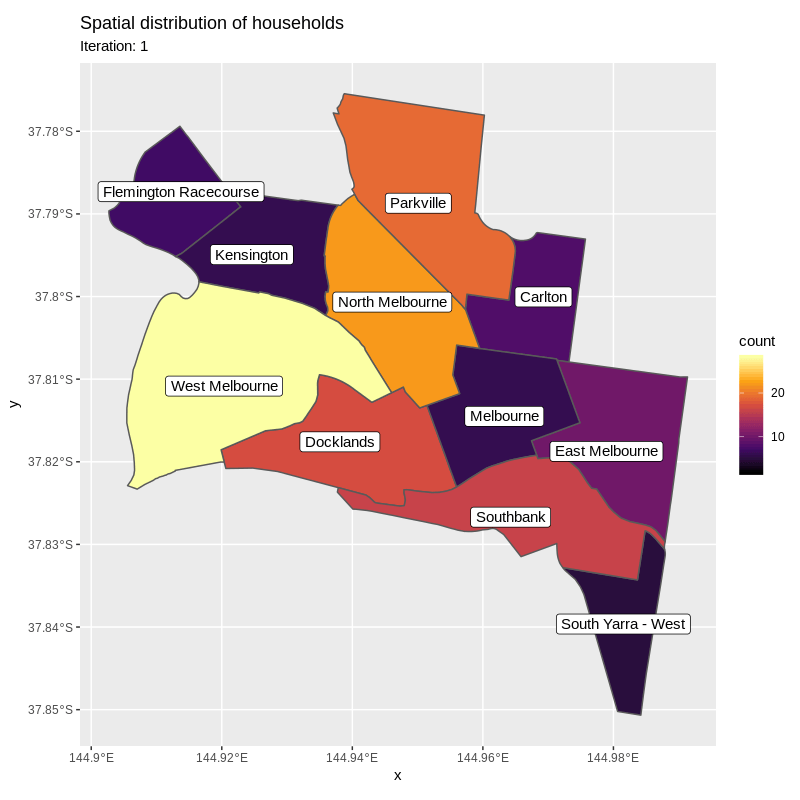 Spatial distribution of households
Iteration: 1
37.78°S
37.79°S
37.8°S
37.81°S
37.82°S
37.83°S
37.84°S
37.85°S
y
Flemington Racecourse
Parkville
Kensington
Carlton
North Melbourne
West Melbourne
Melbourne
Docklands
East Melbourne
Southbank
South Yarra - West
144.9°E
144.92°E
144.94°E
144.96°E
144.98°E
x
count
20
10